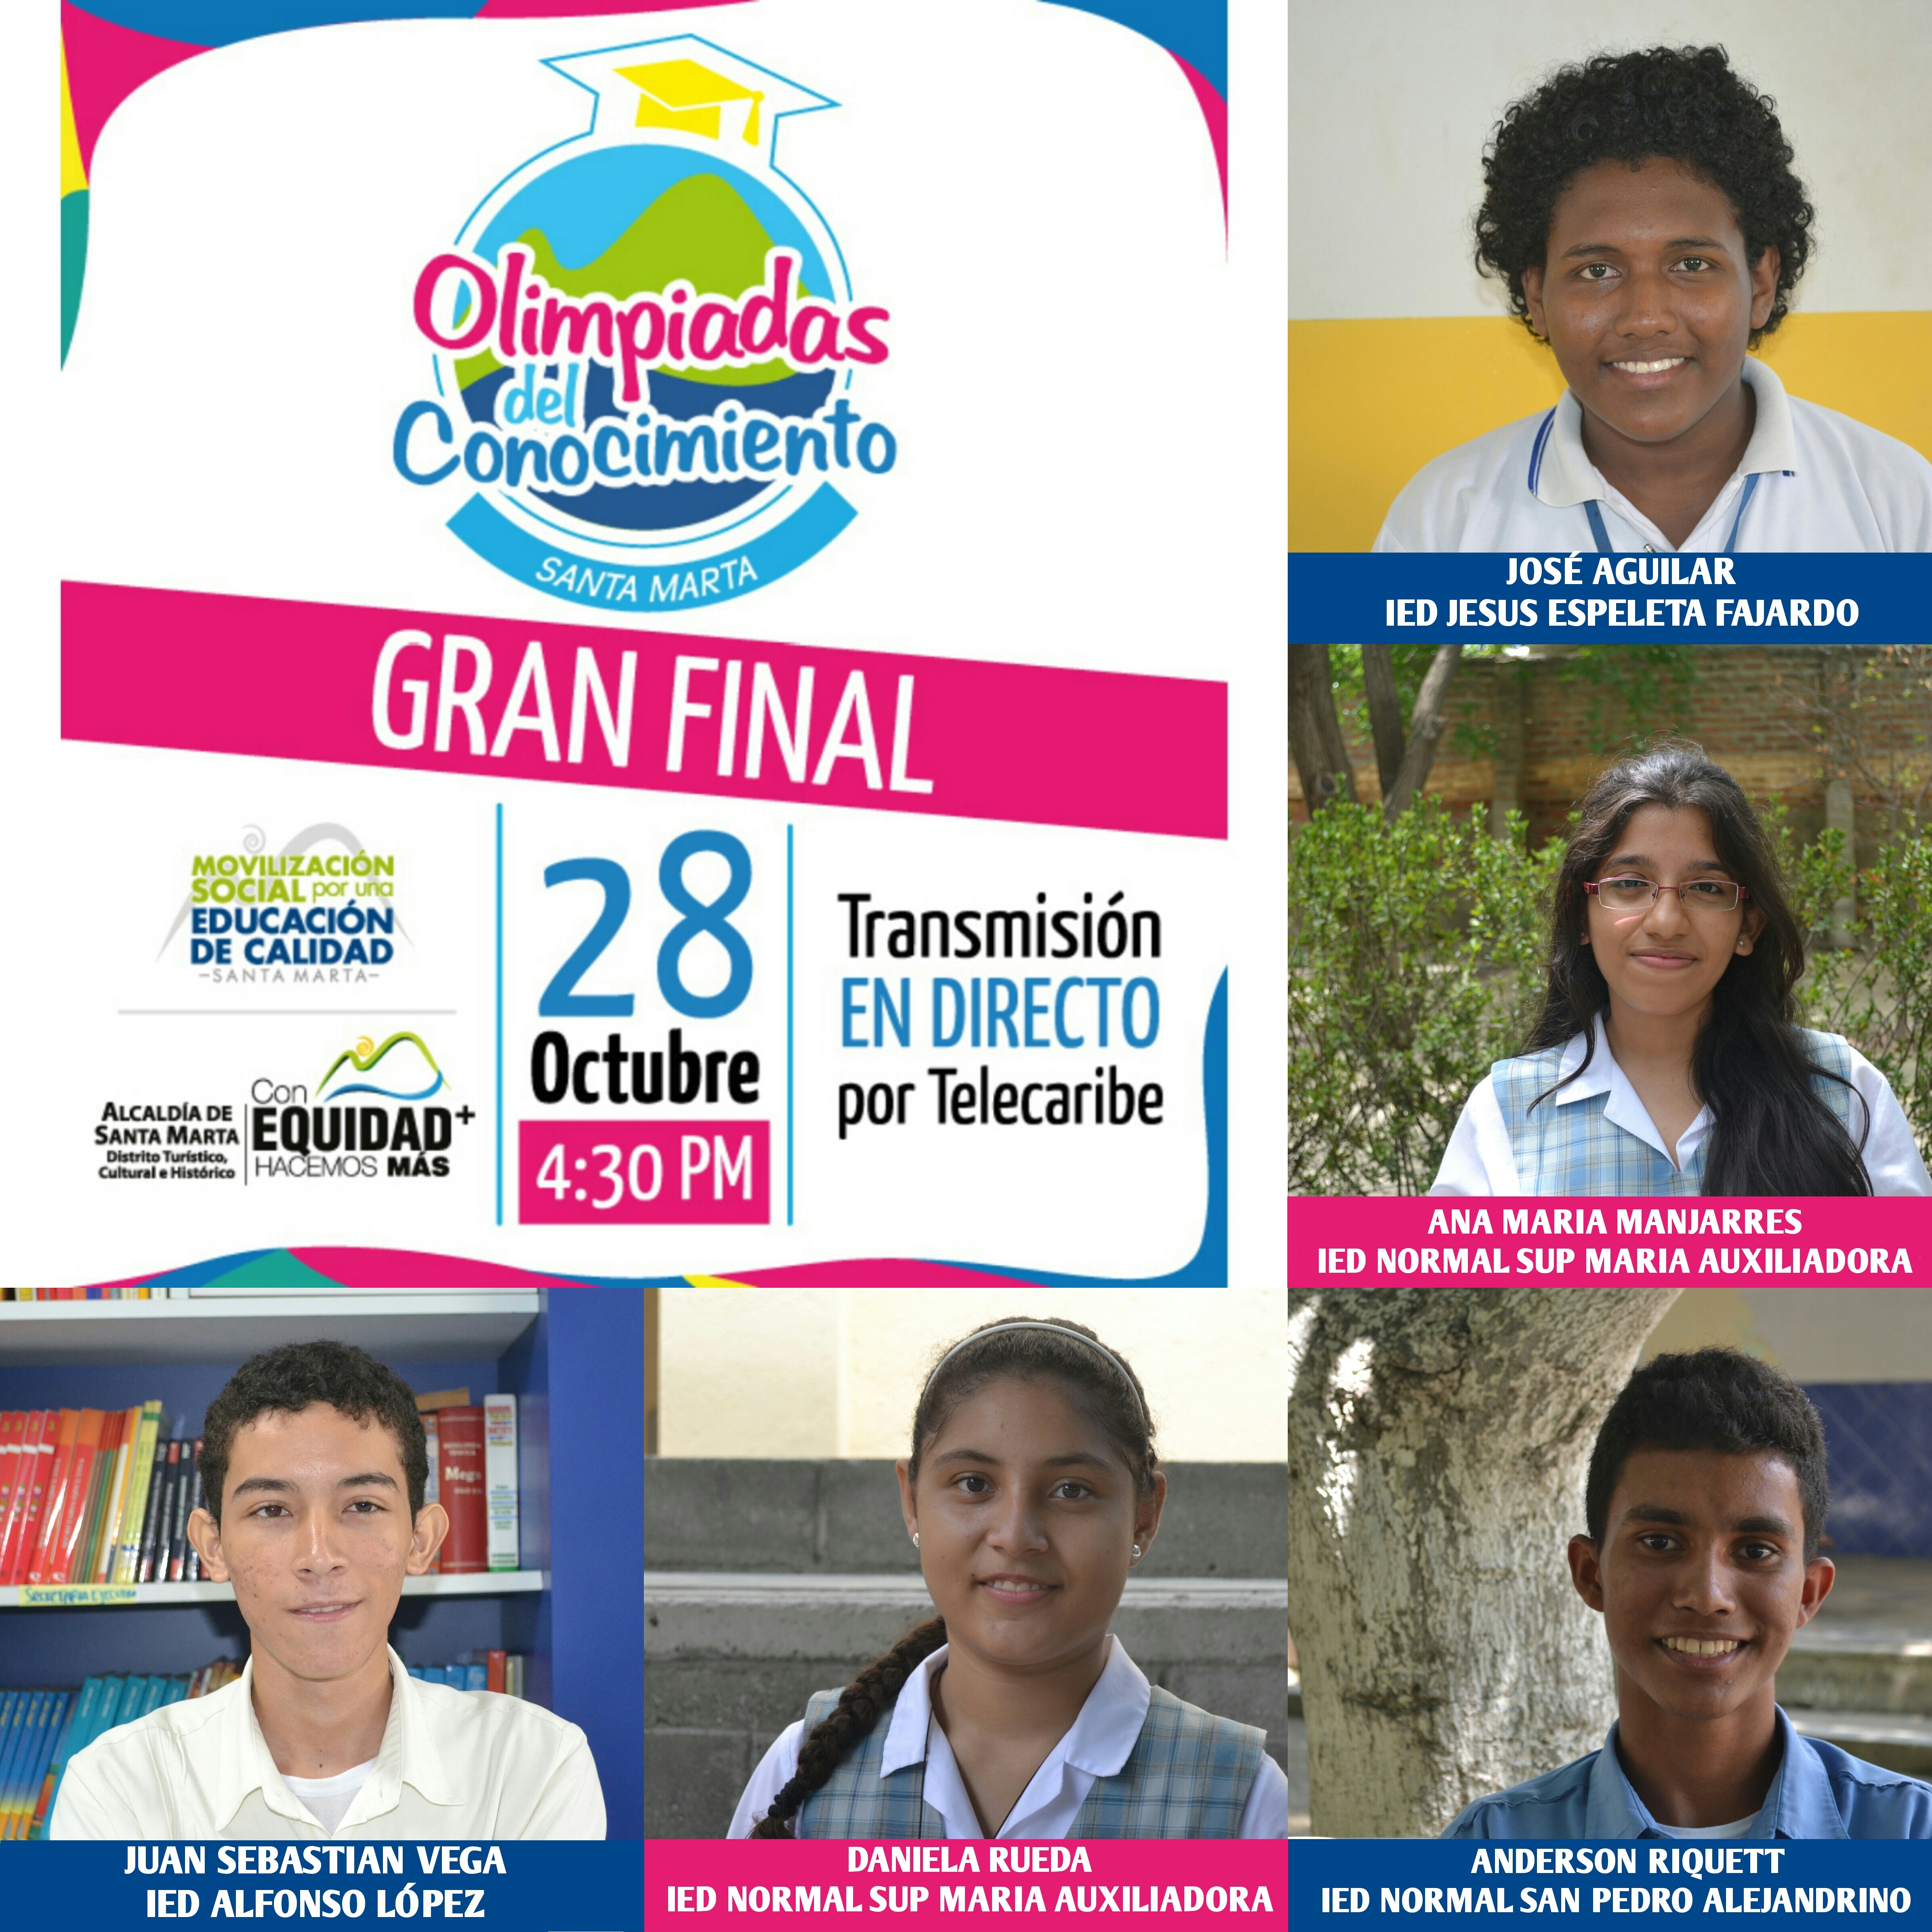 Olimpiadas
del
Conocimiento
SANTA MARTA
GRAN FINAL
MOVILIZACIÓN
SOCIAL por una
EDUCACIÓN
DE CALIDAD
-SANTA MARTA-
ALCALDÍA DE
SANTA MARTA
Distrito Turístico,
Cultural e Histórico
Con
EQUIDAD+
HACEMOS MÁS
28
Octubre
4:30 PM
Transmisión
EN DIRECTO
por Telecaribe
JOSÉ AGUILAR
IED JESUS ESPELETA FAJARDO
ANA MARIA MANJARRES
IED NORMAL SUP MARIA AUXILIADORA
Mega
JUAN SEBASTIAN VEGA
IED ALFONSO LÓPEZ
DANIELA RUEDA
IED NORMAL SUP MARIA AUXILIADORA
ANDERSON RIQUETT
IED NORMAL SAN PEDRO ALEJANDRINO